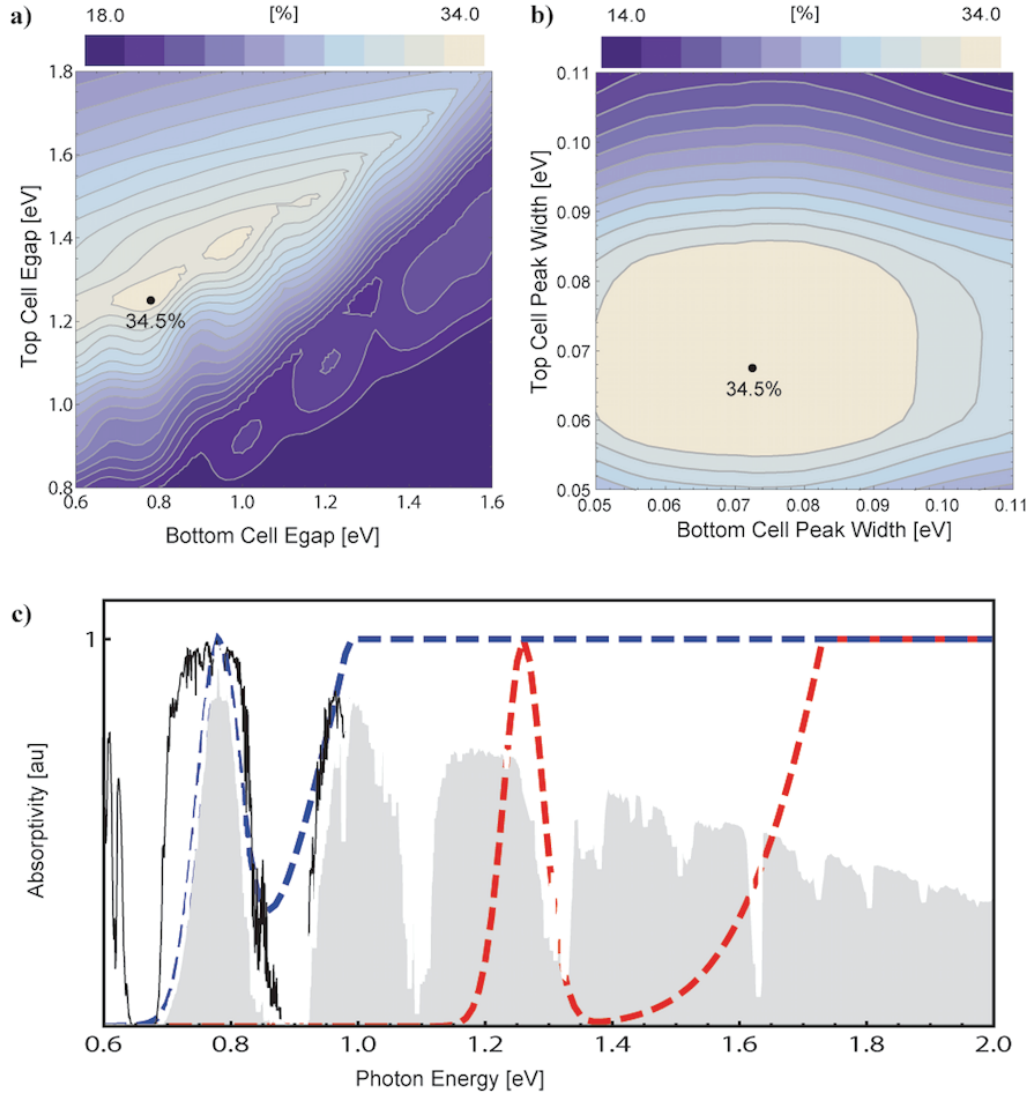 a)
18.0 [%] 34.0
Top Cell Egap [eV]
1.8
1.6
1.4
1.2
1.0
0.8
34.5%
0.6 0.8 1.0 1.2 1.4 1.6
Bottom Cell Egap [eV]
b)
14.0 [%] 34.0
Top Cell Peak Width [eV]
0.11
0.10
0.09
0.08
0.07
0.06
0.05
34.5%
0.05 0.06 0.07 0.08 0.09 0.10 0.11
Bottom Cell Peak Width [eV]
c)
Absorptivity [au]
1
0.6 0.8 1.0 1.2 1.4 1.6 1.8 2.0
Photon Energy [eV]